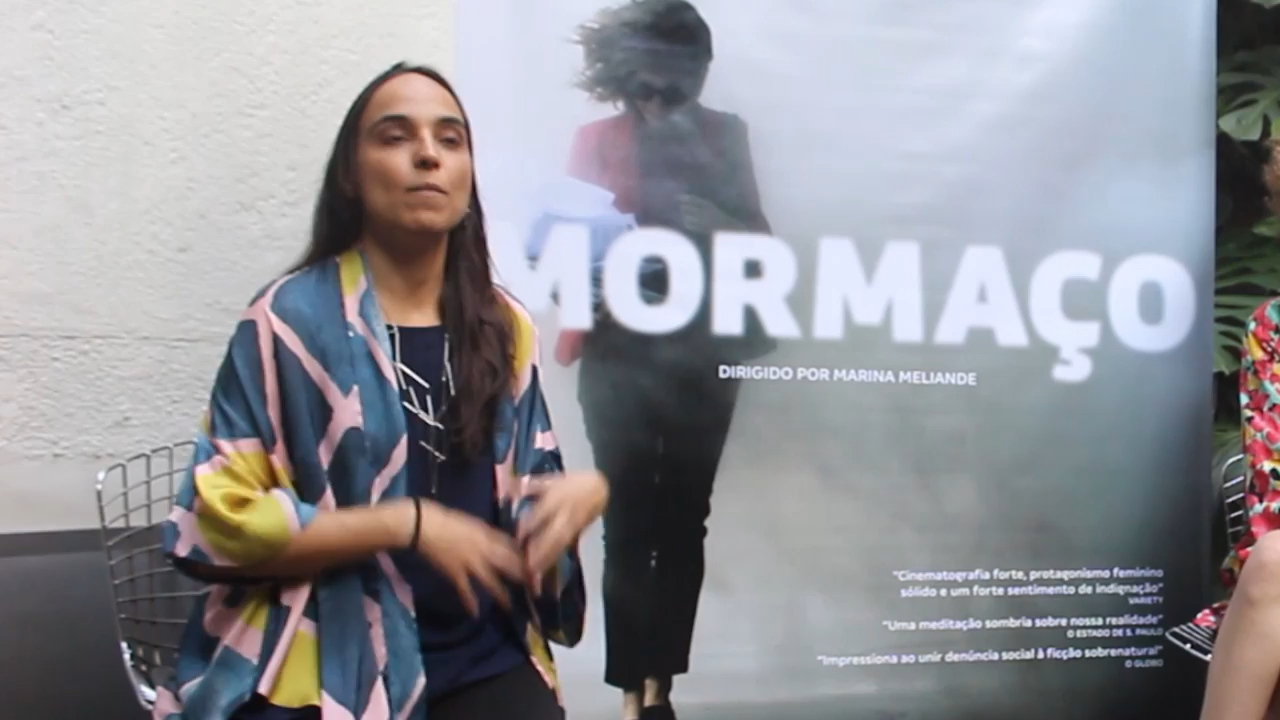 MORMAÇO
DIRIGIDO POR MARINA MELIANDE
"Cinematografia forte, protagonismo feminino
sólido e um forte sentimento de indignação"
VARIETY
"Uma meditação sombria sobre nossa realidade"
O ESTADO DE S. PAULO
"Impressiona ao unir denúncia social à ficção sobrenatural"
O GLOBO